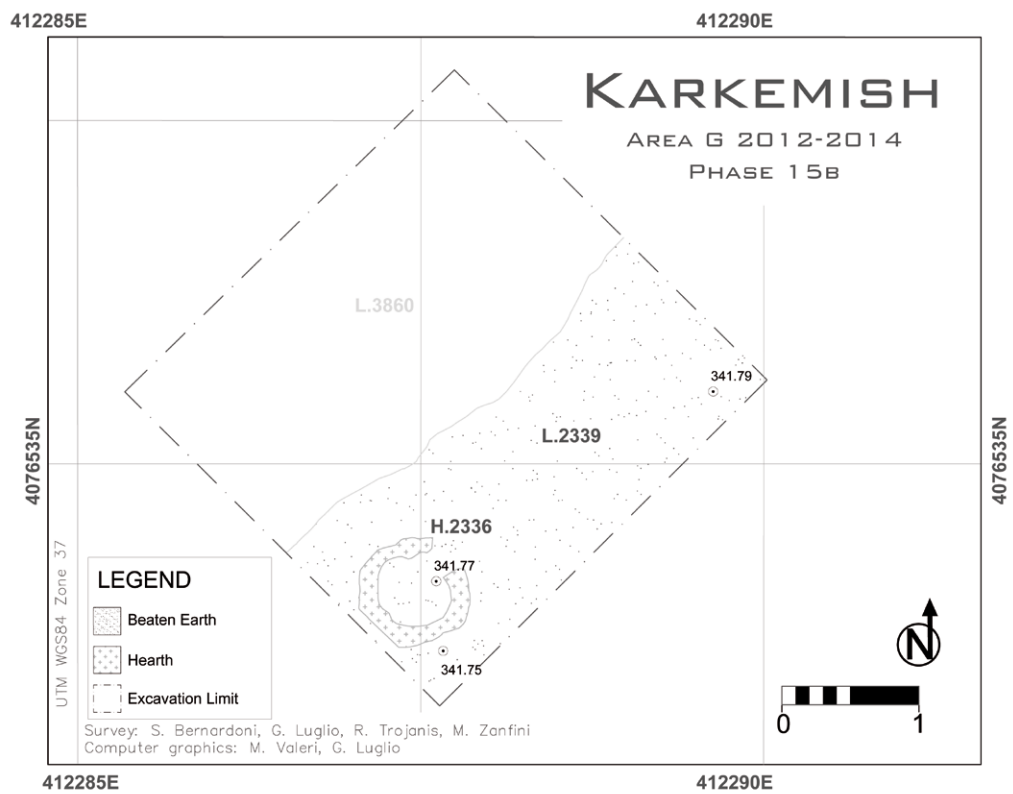 412285E
412290E
KARKEMISH
AREA G 2012-2014
PHASE 15B
L.3860
341.79
L.2339
4076535N
4076535N
H.2336
341.77
341.75
UTM WGS84 Zone 37
LEGEND
Beaten Earth
Hearth
Excavation Limit
N
0
1
Survey: S. Bernardoni, G. Luglio, R. Trojanis, M. Zanfini
Computer graphics: M. Valeri, G. Luglio
412285E
412290E